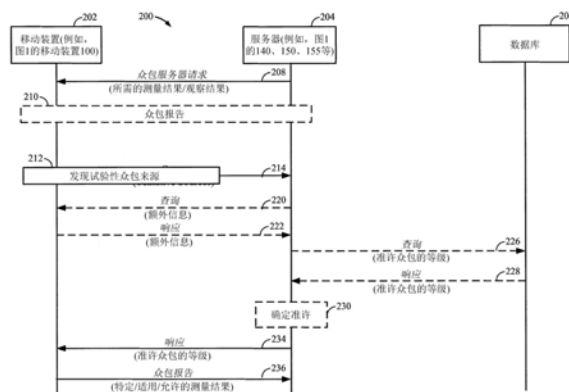 200
202
204
20
移动装置(例如，
图1的移动装置100)
服务器(例如，图1
的140、150、155等)
数据库
众包服务器请求
208
(所需的测量结果/观察结果)
210
众包报告
212
发现试验性众包来源
214
查询
220
(额外信息)
响应
222
(额外信息)
查询
226
(准许众包的等级)
响应
228
(准许众包的等级)
230
确定准许
响应
234
(准许众包的等级)
众包报告
236
(特定/适用/允许的测量结果)